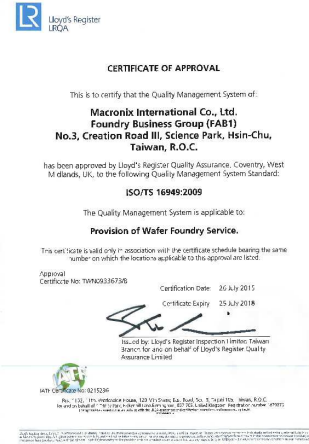 Lloyd's Register
LRQA
CERTIFICATE OF APPROVAL
This is to certify that the Quality Management System of:
Macronix International Co., Ltd.
Foundry Business Group (FAB1)
No.3, Creation Road III, Science Park, Hsin-Chu,
Taiwan, R.O.C.
has been approved by Lloyd's Register Quality Assurance, Coventry, West
Midlands, UK, to the following Quality Management System Standard:
ISO/TS 16949:2009
The Quality Management System is applicable to:
Provision of Wafer Foundry Service.
This certificate is valid only in association with the certificate schedule bearing the same
number on which the locations applicable to this approval are listed.
Approval
Certificate No: TWN0933673/8
Certification Date: 26 July 2015
Certificate Expiry: 25 July 2018
Issued by: Lloyd's Register Inspection Limited Taiwan
Branch for and on behalf of Lloyd's Register Quality
Assurance Limited
IATF Certificate No: 0215236